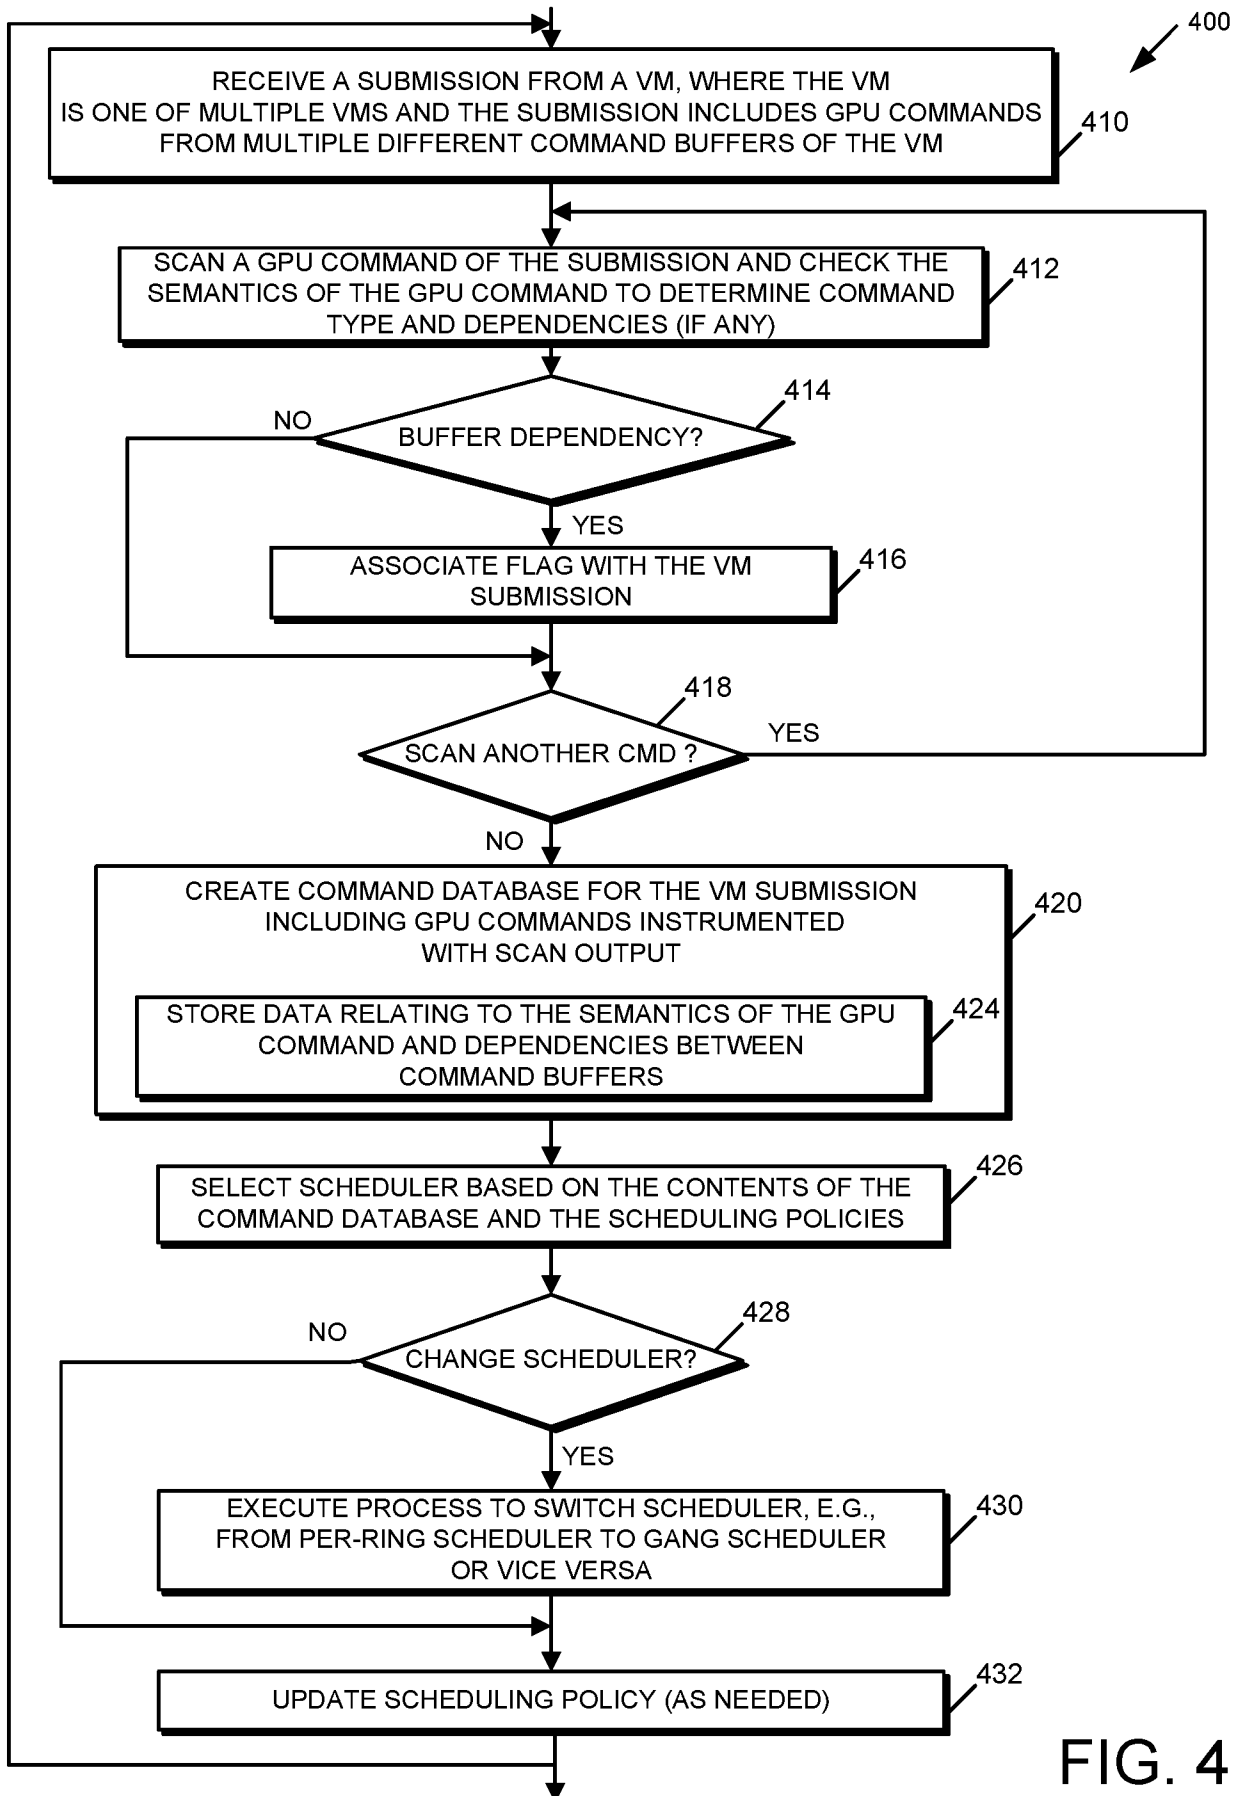 400
RECEIVE A SUBMISSION FROM A VM, WHERE THE VM
IS ONE OF MULTIPLE VMS AND THE SUBMISSION INCLUDES GPU COMMANDS
FROM MULTIPLE DIFFERENT COMMAND BUFFERS OF THE VM
410
SCAN A GPU COMMAND OF THE SUBMISSION AND CHECK THE
SEMANTICS OF THE GPU COMMAND TO DETERMINE COMMAND
TYPE AND DEPENDENCIES (IF ANY)
412
414
NO
BUFFER DEPENDENCY?
YES
ASSOCIATE FLAG WITH THE VM
SUBMISSION
416
418
YES
SCAN ANOTHER CMD ?
NO
CREATE COMMAND DATABASE FOR THE VM SUBMISSION
INCLUDING GPU COMMANDS INSTRUMENTED
WITH SCAN OUTPUT
420
STORE DATA RELATING TO THE SEMANTICS OF THE GPU
COMMAND AND DEPENDENCIES BETWEEN
COMMAND BUFFERS
424
SELECT SCHEDULER BASED ON THE CONTENTS OF THE
COMMAND DATABASE AND THE SCHEDULING POLICIES
426
428
NO
CHANGE SCHEDULER?
YES
EXECUTE PROCESS TO SWITCH SCHEDULER, E.G.,
FROM PER-RING SCHEDULER TO GANG SCHEDULER
OR VICE VERSA
430
UPDATE SCHEDULING POLICY (AS NEEDED)
432
FIG. 4